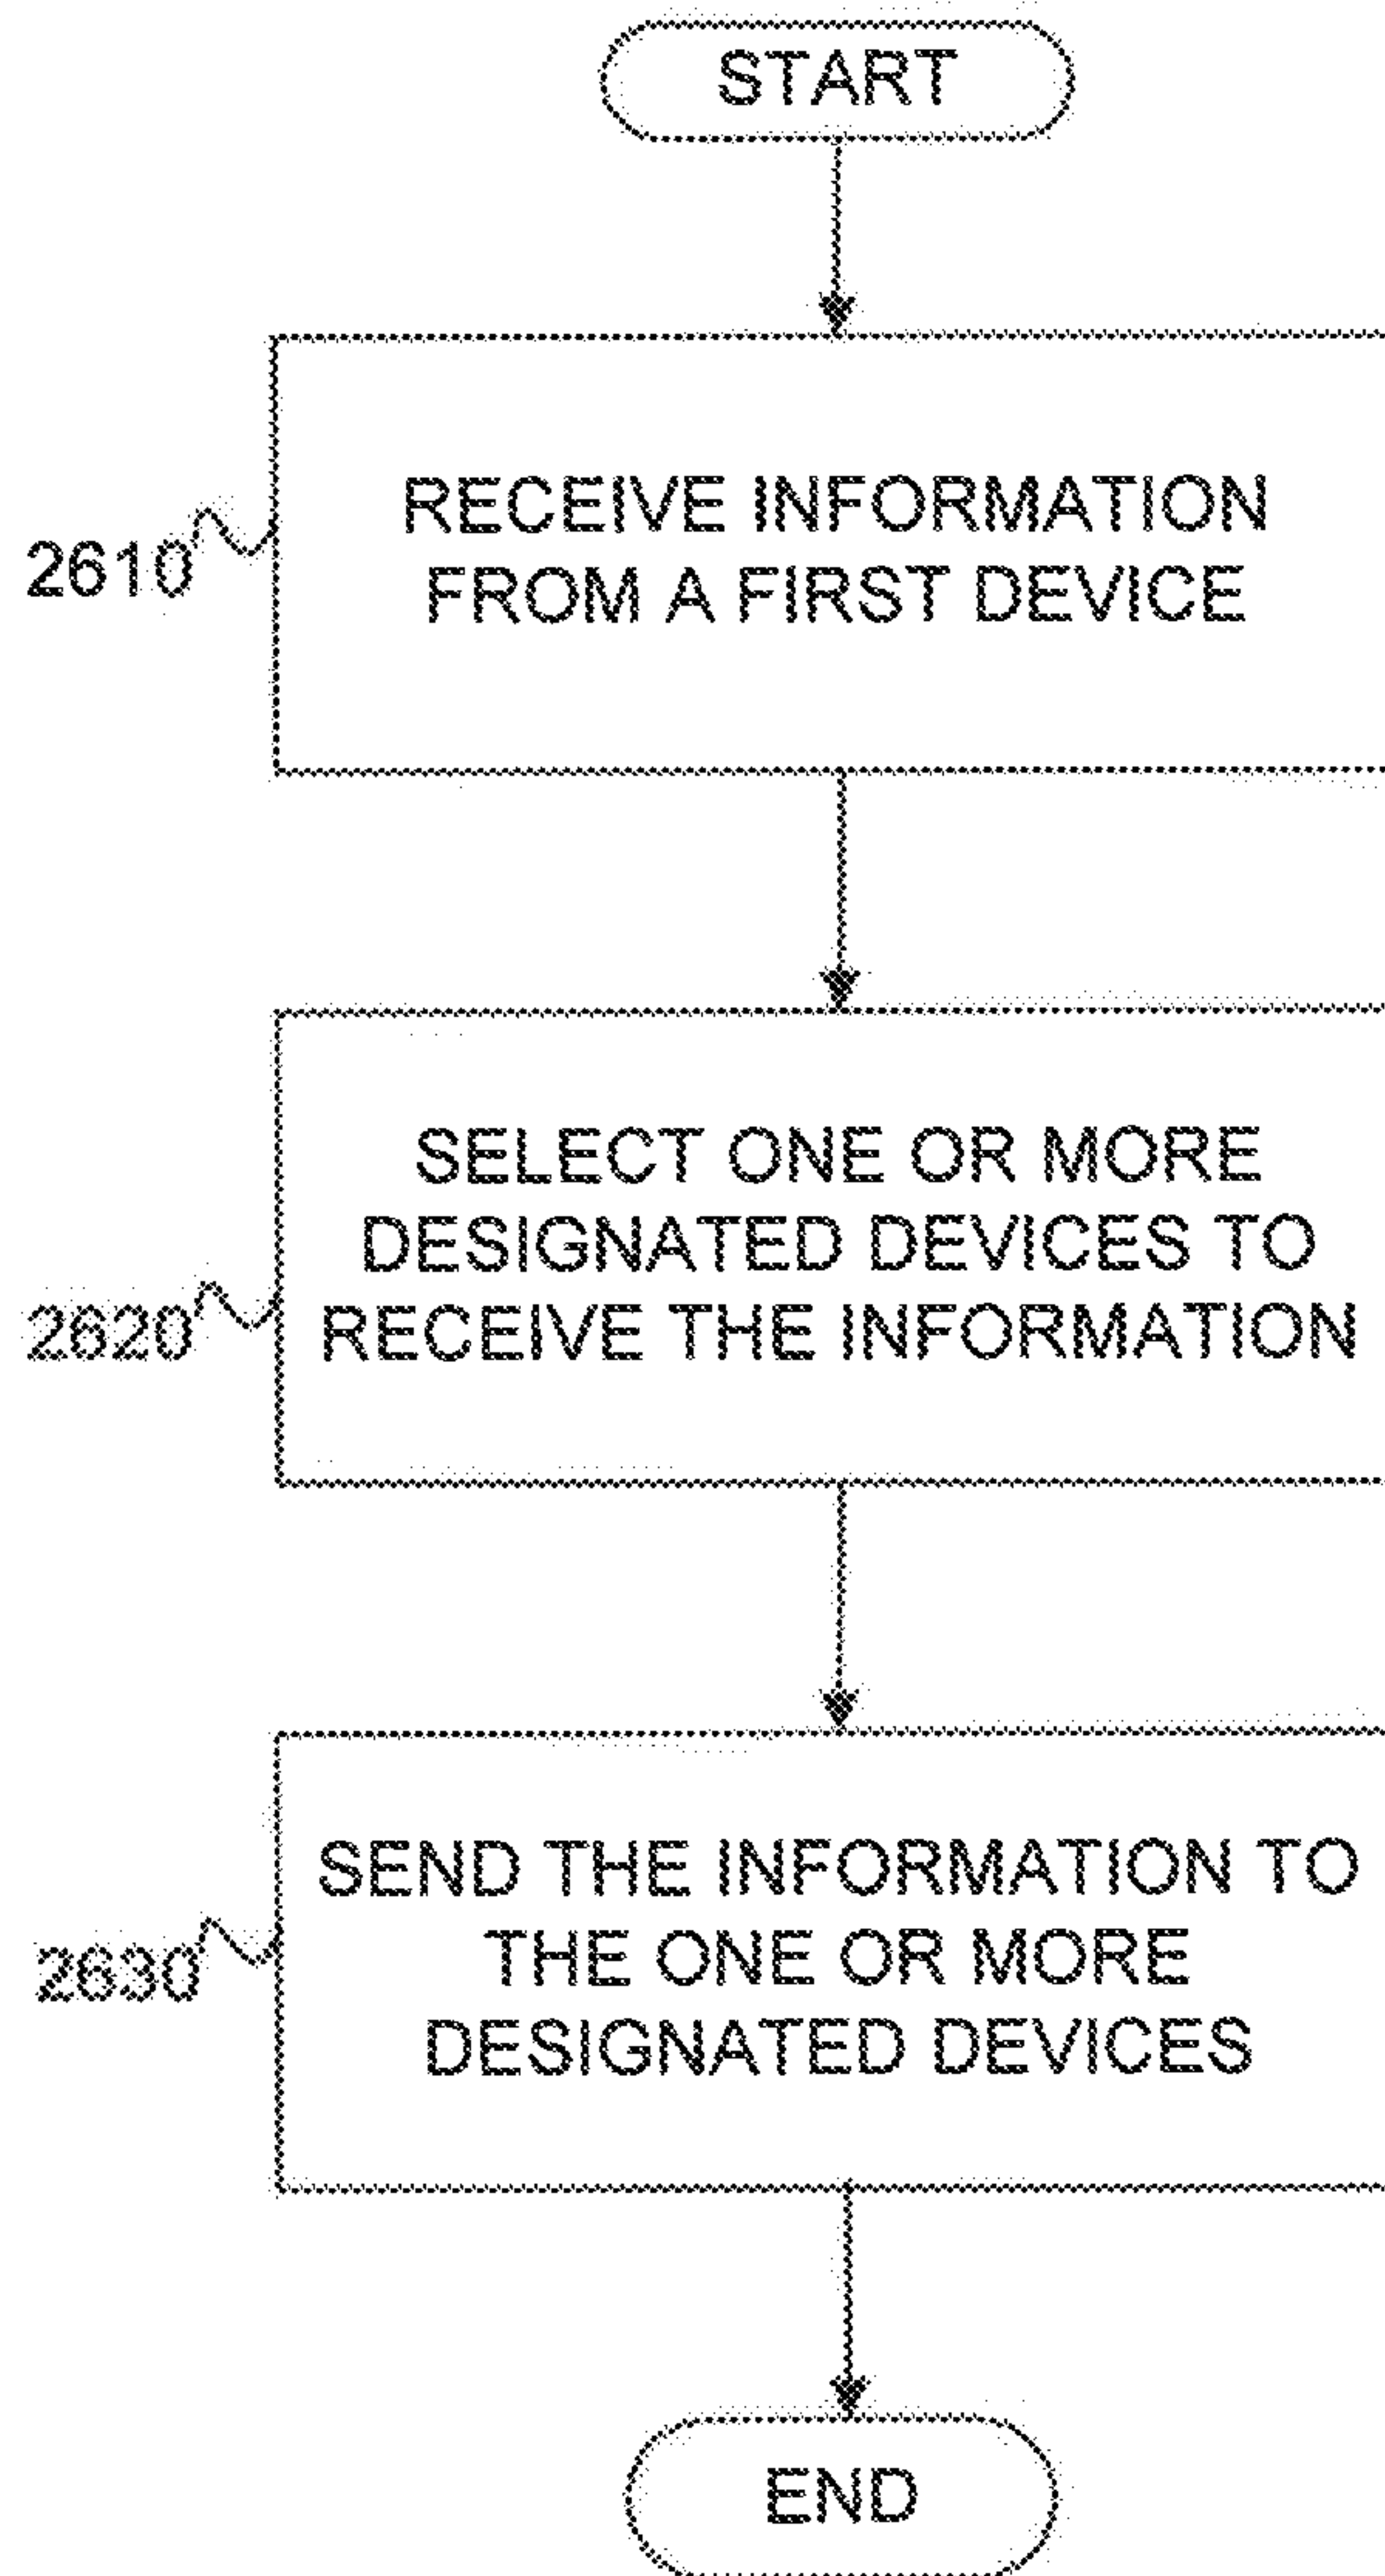 START
RECEIVE INFORMATION
FROM A FIRST DEVICE
2610
SELECT ONE OR MORE
DESIGNATED DEVICES TO
RECEIVE THE INFORMATION
2620
SEND THE INFORMATION TO
THE ONE OR MORE
DESIGNATED DEVICES
2630
END